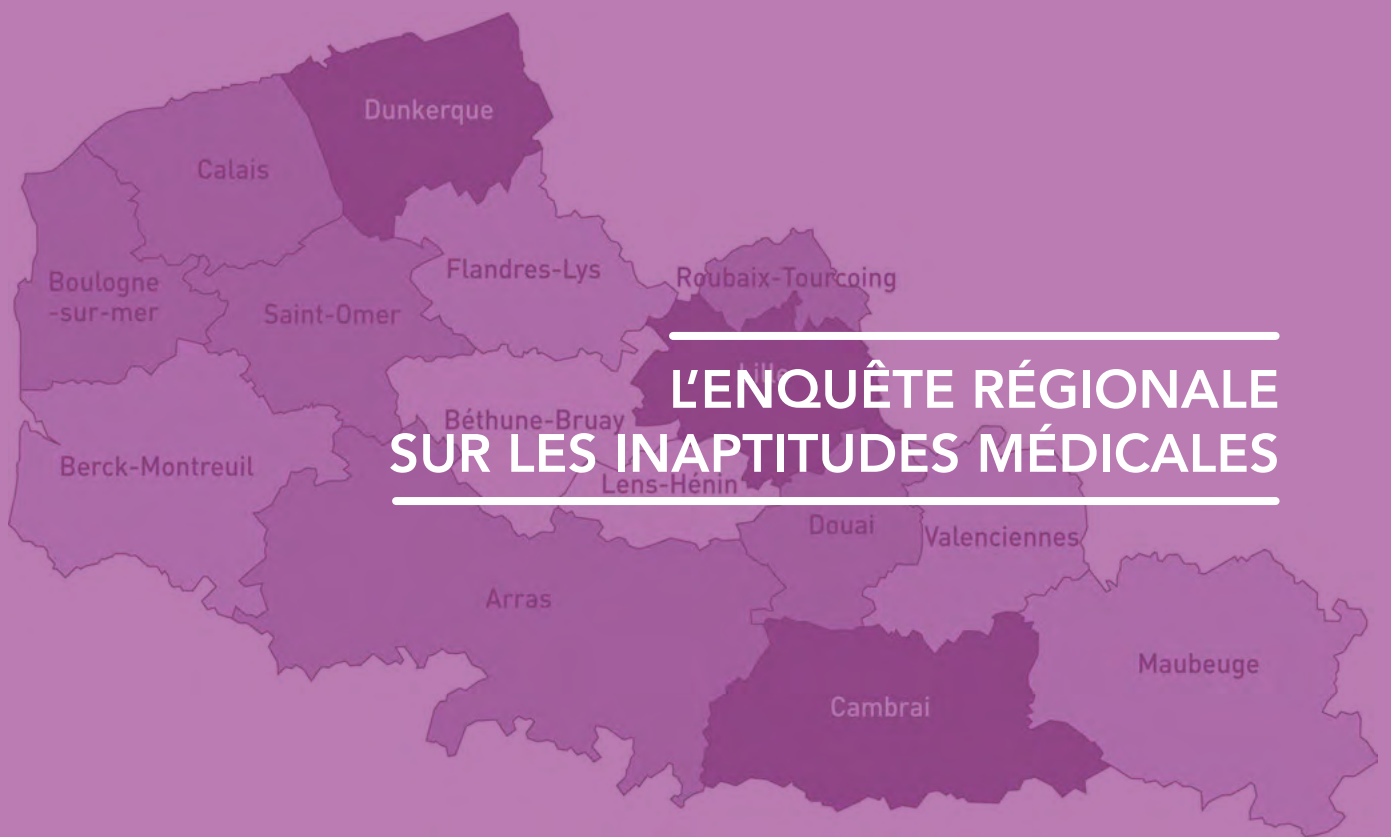 Dunkerque
Calais
Flandres-Lys
Roubaix-Tourcoing
Boulogne
-sur-mer
Saint-Omer
Lille
L'ENQUÊTE RÉGIONALE
SUR LES INAPTITUDES MÉDICALES
Béthune-Bruay
Berck-Montreuil
Lens-Hénin
Douai
Valenciennes
Arras
Maubeuge
Cambrai